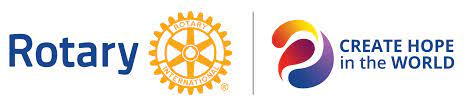 Rotary
ROTARY
INTERNATIONAL
®
CREATE HOPE
in the WORLD